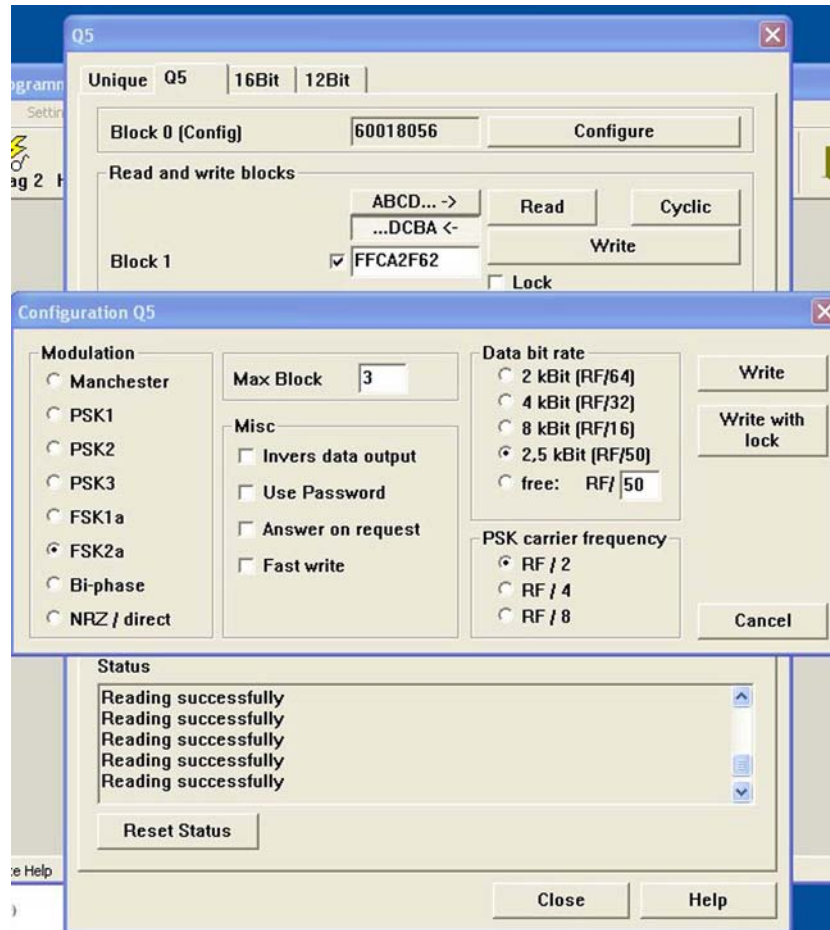 Q5
Unique Q5 16Bit 12Bit
Block 0 (Config) 60018056 Configure
Read and write blocks
ABCD... -> Read Cyclic
...DCBA <-
Write
Block 1 FFCA2F62
Lock
ag 2
Configuration Q5
Modulation
Manchester
PSK1
PSK2
PSK3
FSK1a
FSK2a
Bi-phase
NRZ / direct
Max Block 3
Misc
Invers data output
Use Password
Answer on request
Fast write
Data bit rate
2 kBit (RF/64)
4 kBit (RF/32)
8 kBit (RF/16)
2,5 kBit (RF/50)
free: RF/ 50
PSK carrier frequency
RF / 2
RF / 4
RF / 8
Write
Write with
lock
Cancel
Status
Reading successfully
Reading successfully
Reading successfully
Reading successfully
Reading successfully
Reset Status
Help
Close Help